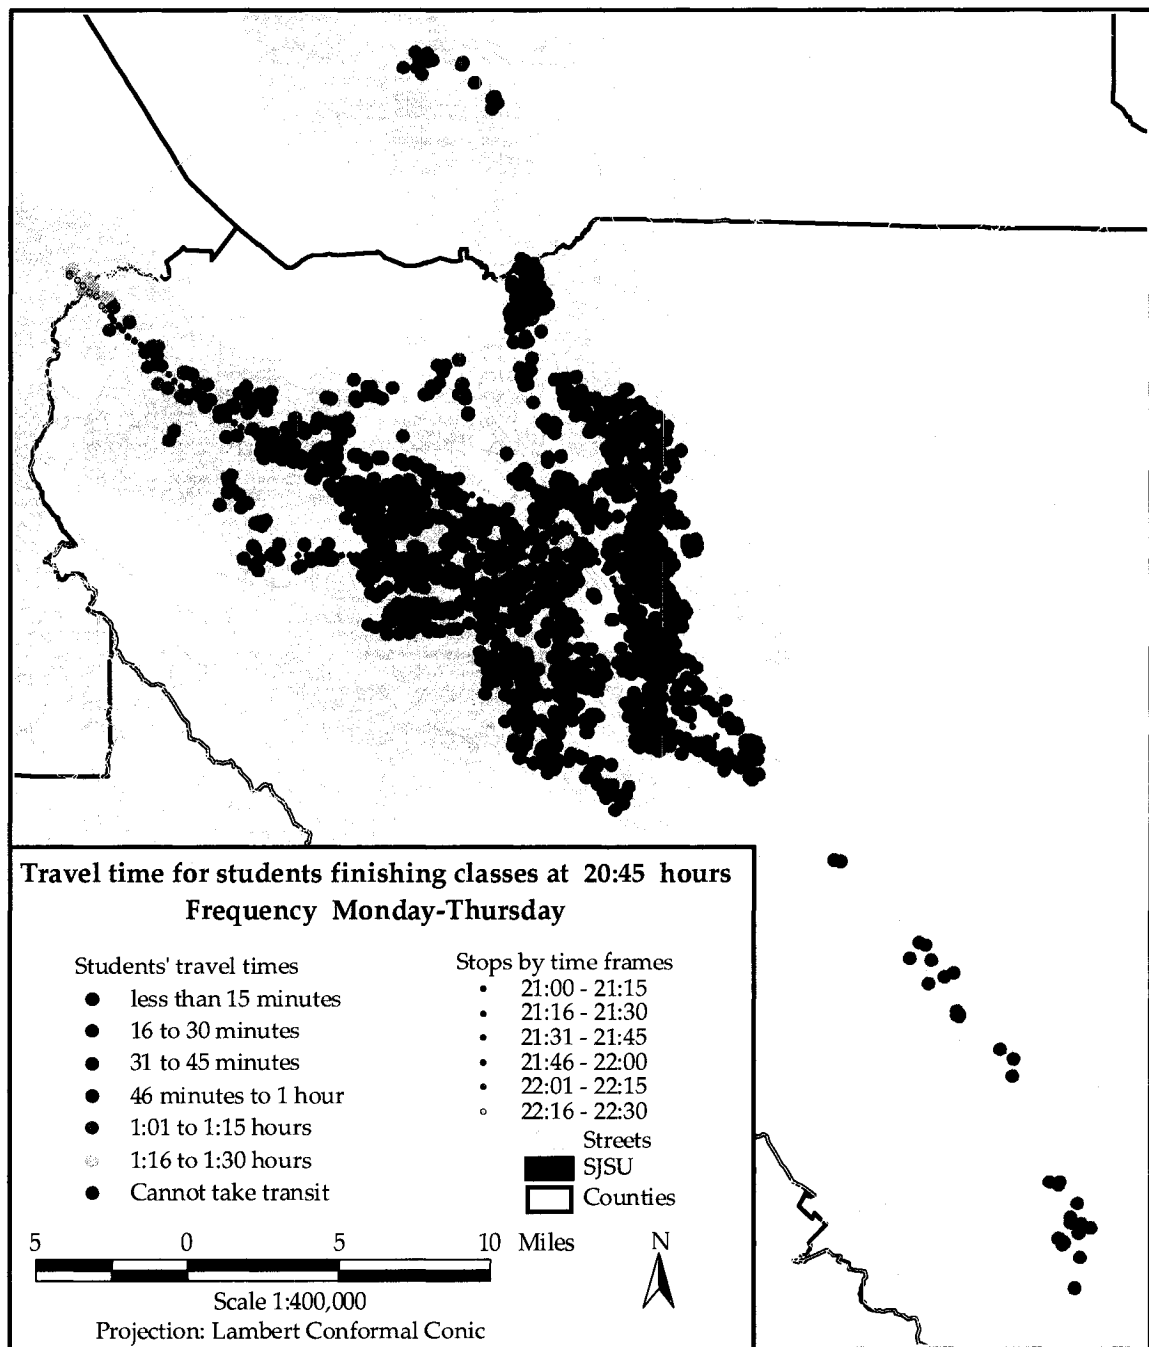 Travel time for students finishing classes at 20:45 hours
Frequency Monday-Thursday
Students' travel times
less than 15 minutes
16 to 30 minutes
31 to 45 minutes
46 minutes to 1 hour
1:01 to 1:15 hours
1:16 to 1:30 hours
Cannot take transit
Stops by time frames
21:00 - 21:15
21:16 - 21:30
21:31 - 21:45
21:46 - 22:00
22:01 - 22:15
22:16 - 22:30
Streets
SJSU
Counties
5 0 5 10 Miles
N
Scale 1:400,000
Projection: Lambert Conformal Conic